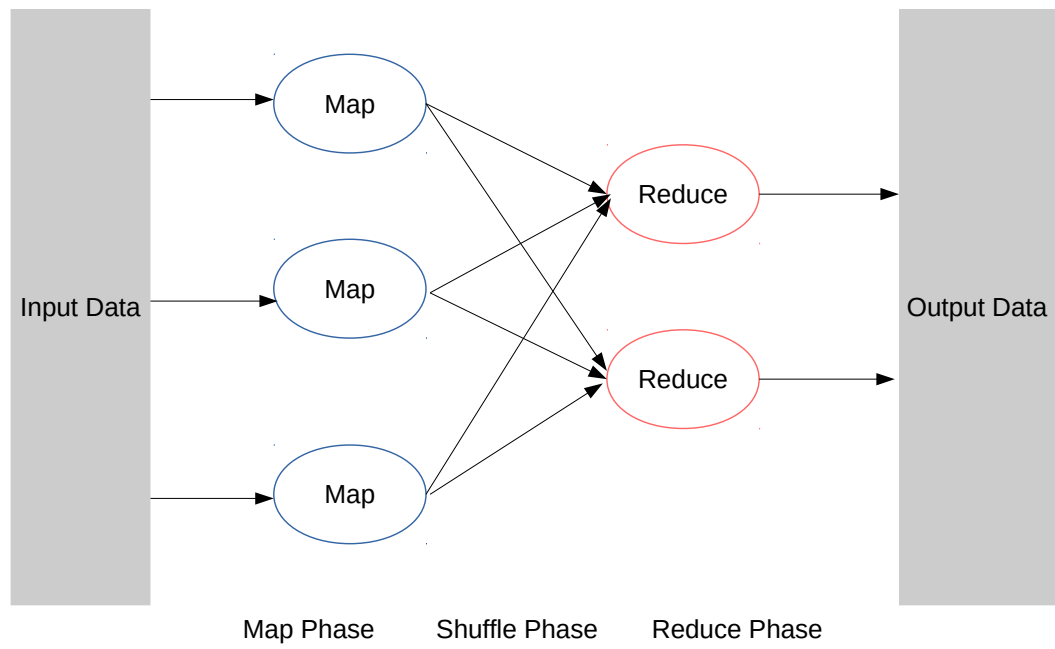 Map
Reduce
Map
Input Data
Output Data
Reduce
Map
Map Phase
Shuffle Phase
Reduce Phase